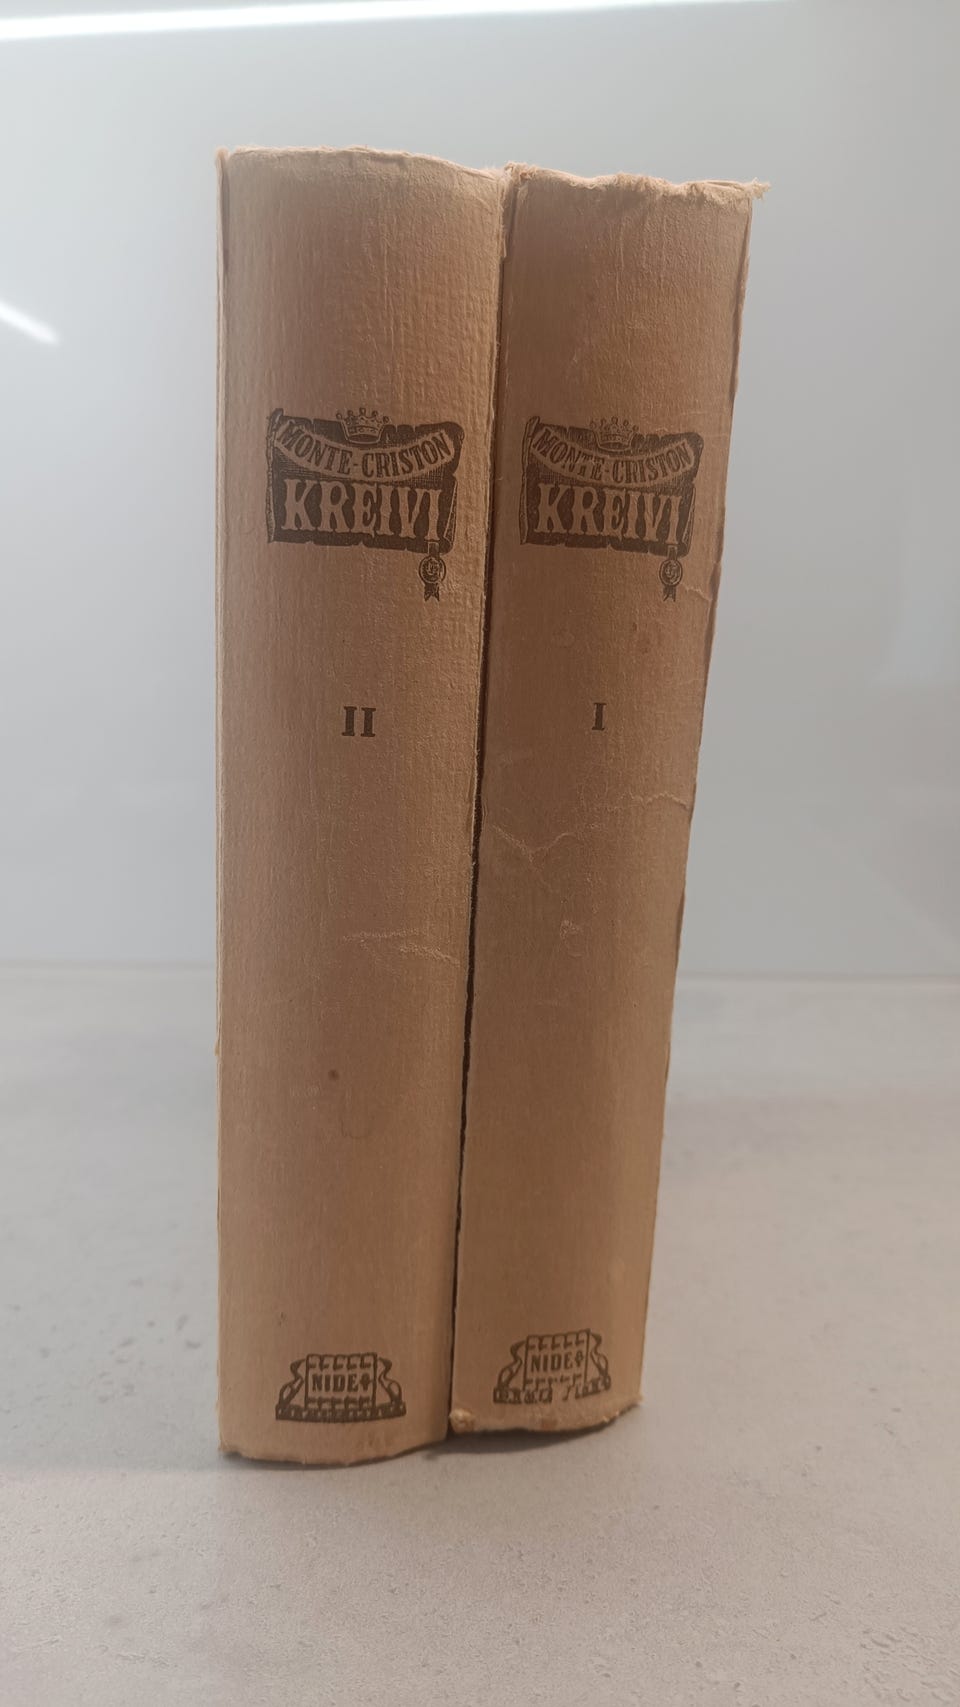 MONTE-CRISTON
KREIVI
II
NIDE
MONTE-CRISTON
KREIVI
I
NIDE